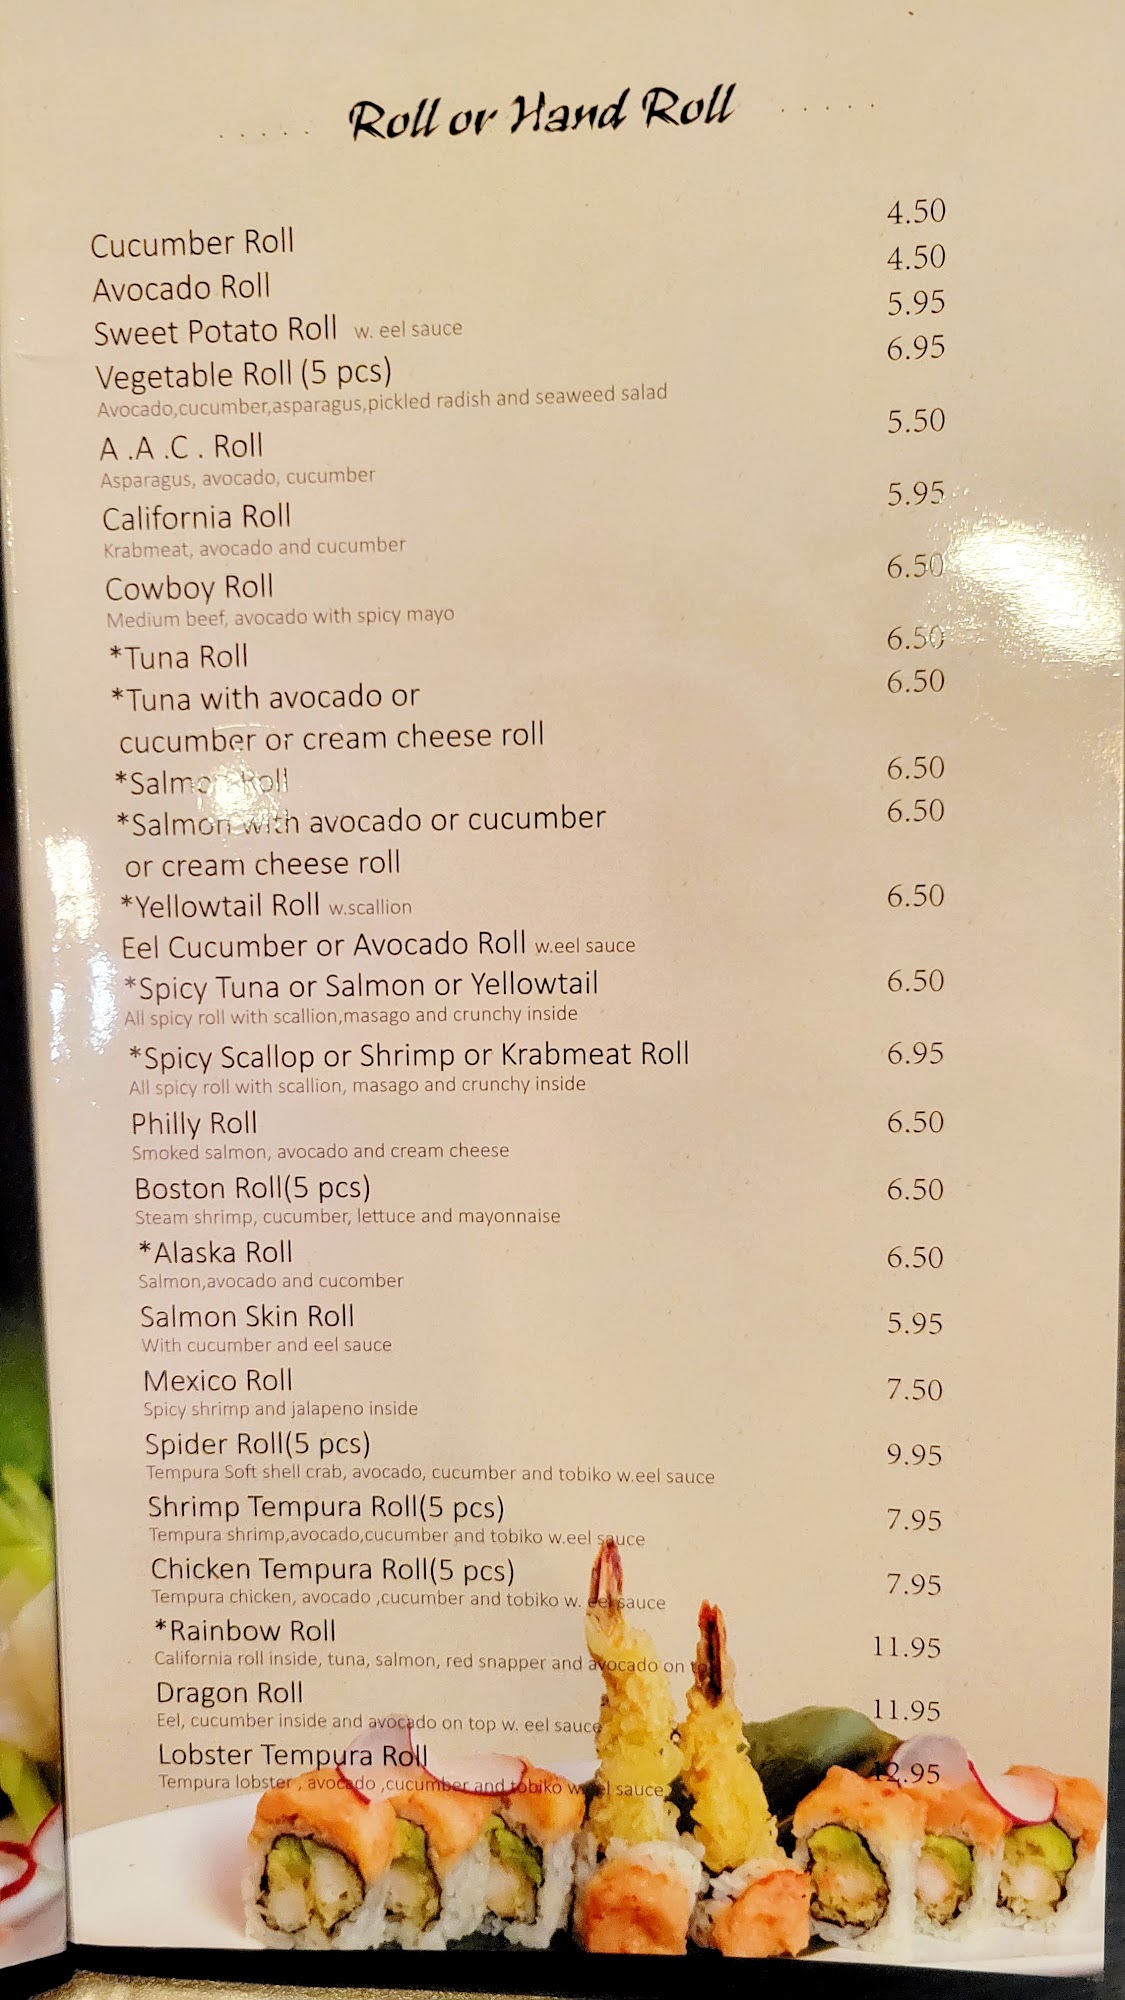 Roll or Hand Roll
Cucumber Roll 4.50
Avocado Roll 4.50
Sweet Potato Roll w. eel sauce 5.95
Vegetable Roll (5 pcs) 6.95
Avocado,cucumber,asparagus,pickled radish and seaweed salad
A .A .C . Roll 5.50
Asparagus, avocado, cucumber
California Roll 5.95
Krabmeat, avocado and cucumber
Cowboy Roll 6.50
Medium beef, avocado with spicy mayo
*Tuna Roll 6.50
*Tuna with avocado or 6.50
cucumber or cream cheese roll
*Salmon Roll 6.50
*Salmon with avocado or cucumber 6.50
or cream cheese roll
*Yellowtail Roll w.scallion 6.50
Eel Cucumber or Avocado Roll w.eel sauce
*Spicy Tuna or Salmon or Yellowtail 6.50
All spicy roll with scallion,masago and crunchy inside
*Spicy Scallop or Shrimp or Krabmeat Roll 6.95
All spicy roll with scallion, masago and crunchy inside
Philly Roll 6.50
Smoked salmon, avocado and cream cheese
Boston Roll(5 pcs) 6.50
Steam shrimp, cucumber, lettuce and mayonnaise
*Alaska Roll 6.50
Salmon,avocado and cucomber
Salmon Skin Roll 5.95
With cucumber and eel sauce
Mexico Roll 7.50
Spicy shrimp and jalapeno inside
Spider Roll(5 pcs) 9.95
Tempura Soft shell crab, avocado, cucumber and tobiko w.eel sauce
Shrimp Tempura Roll(5 pcs) 7.95
Tempura shrimp,avocado,cucumber and tobiko w.eel sauce
Chicken Tempura Roll(5 pcs) 7.95
Tempura chicken, avocado ,cucumber and tobiko w. eel sauce
*Rainbow Roll 11.95
California roll inside, tuna, salmon, red snapper and avocado on top
Dragon Roll 11.95
Eel, cucumber inside and avocado on top w. eel sauce
Lobster Tempura Roll 12.95
Tempura lobster , avocado ,cucumber and tobiko w.eel sauce